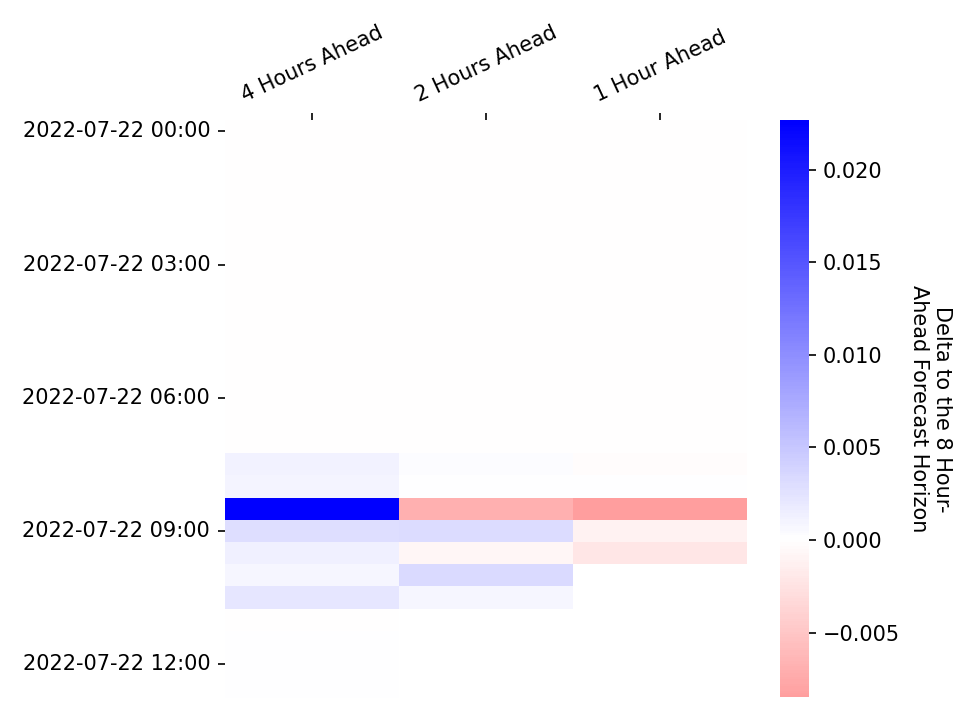 4 Hours Ahead
2 Hours Ahead
1 Hour Ahead
2022-07-22 00:00
2022-07-22 03:00
2022-07-22 06:00
2022-07-22 09:00
2022-07-22 12:00
0.020
0.015
0.010
0.005
0.000
−0.005
Delta to the 8 Hour-
Ahead Forecast Horizon